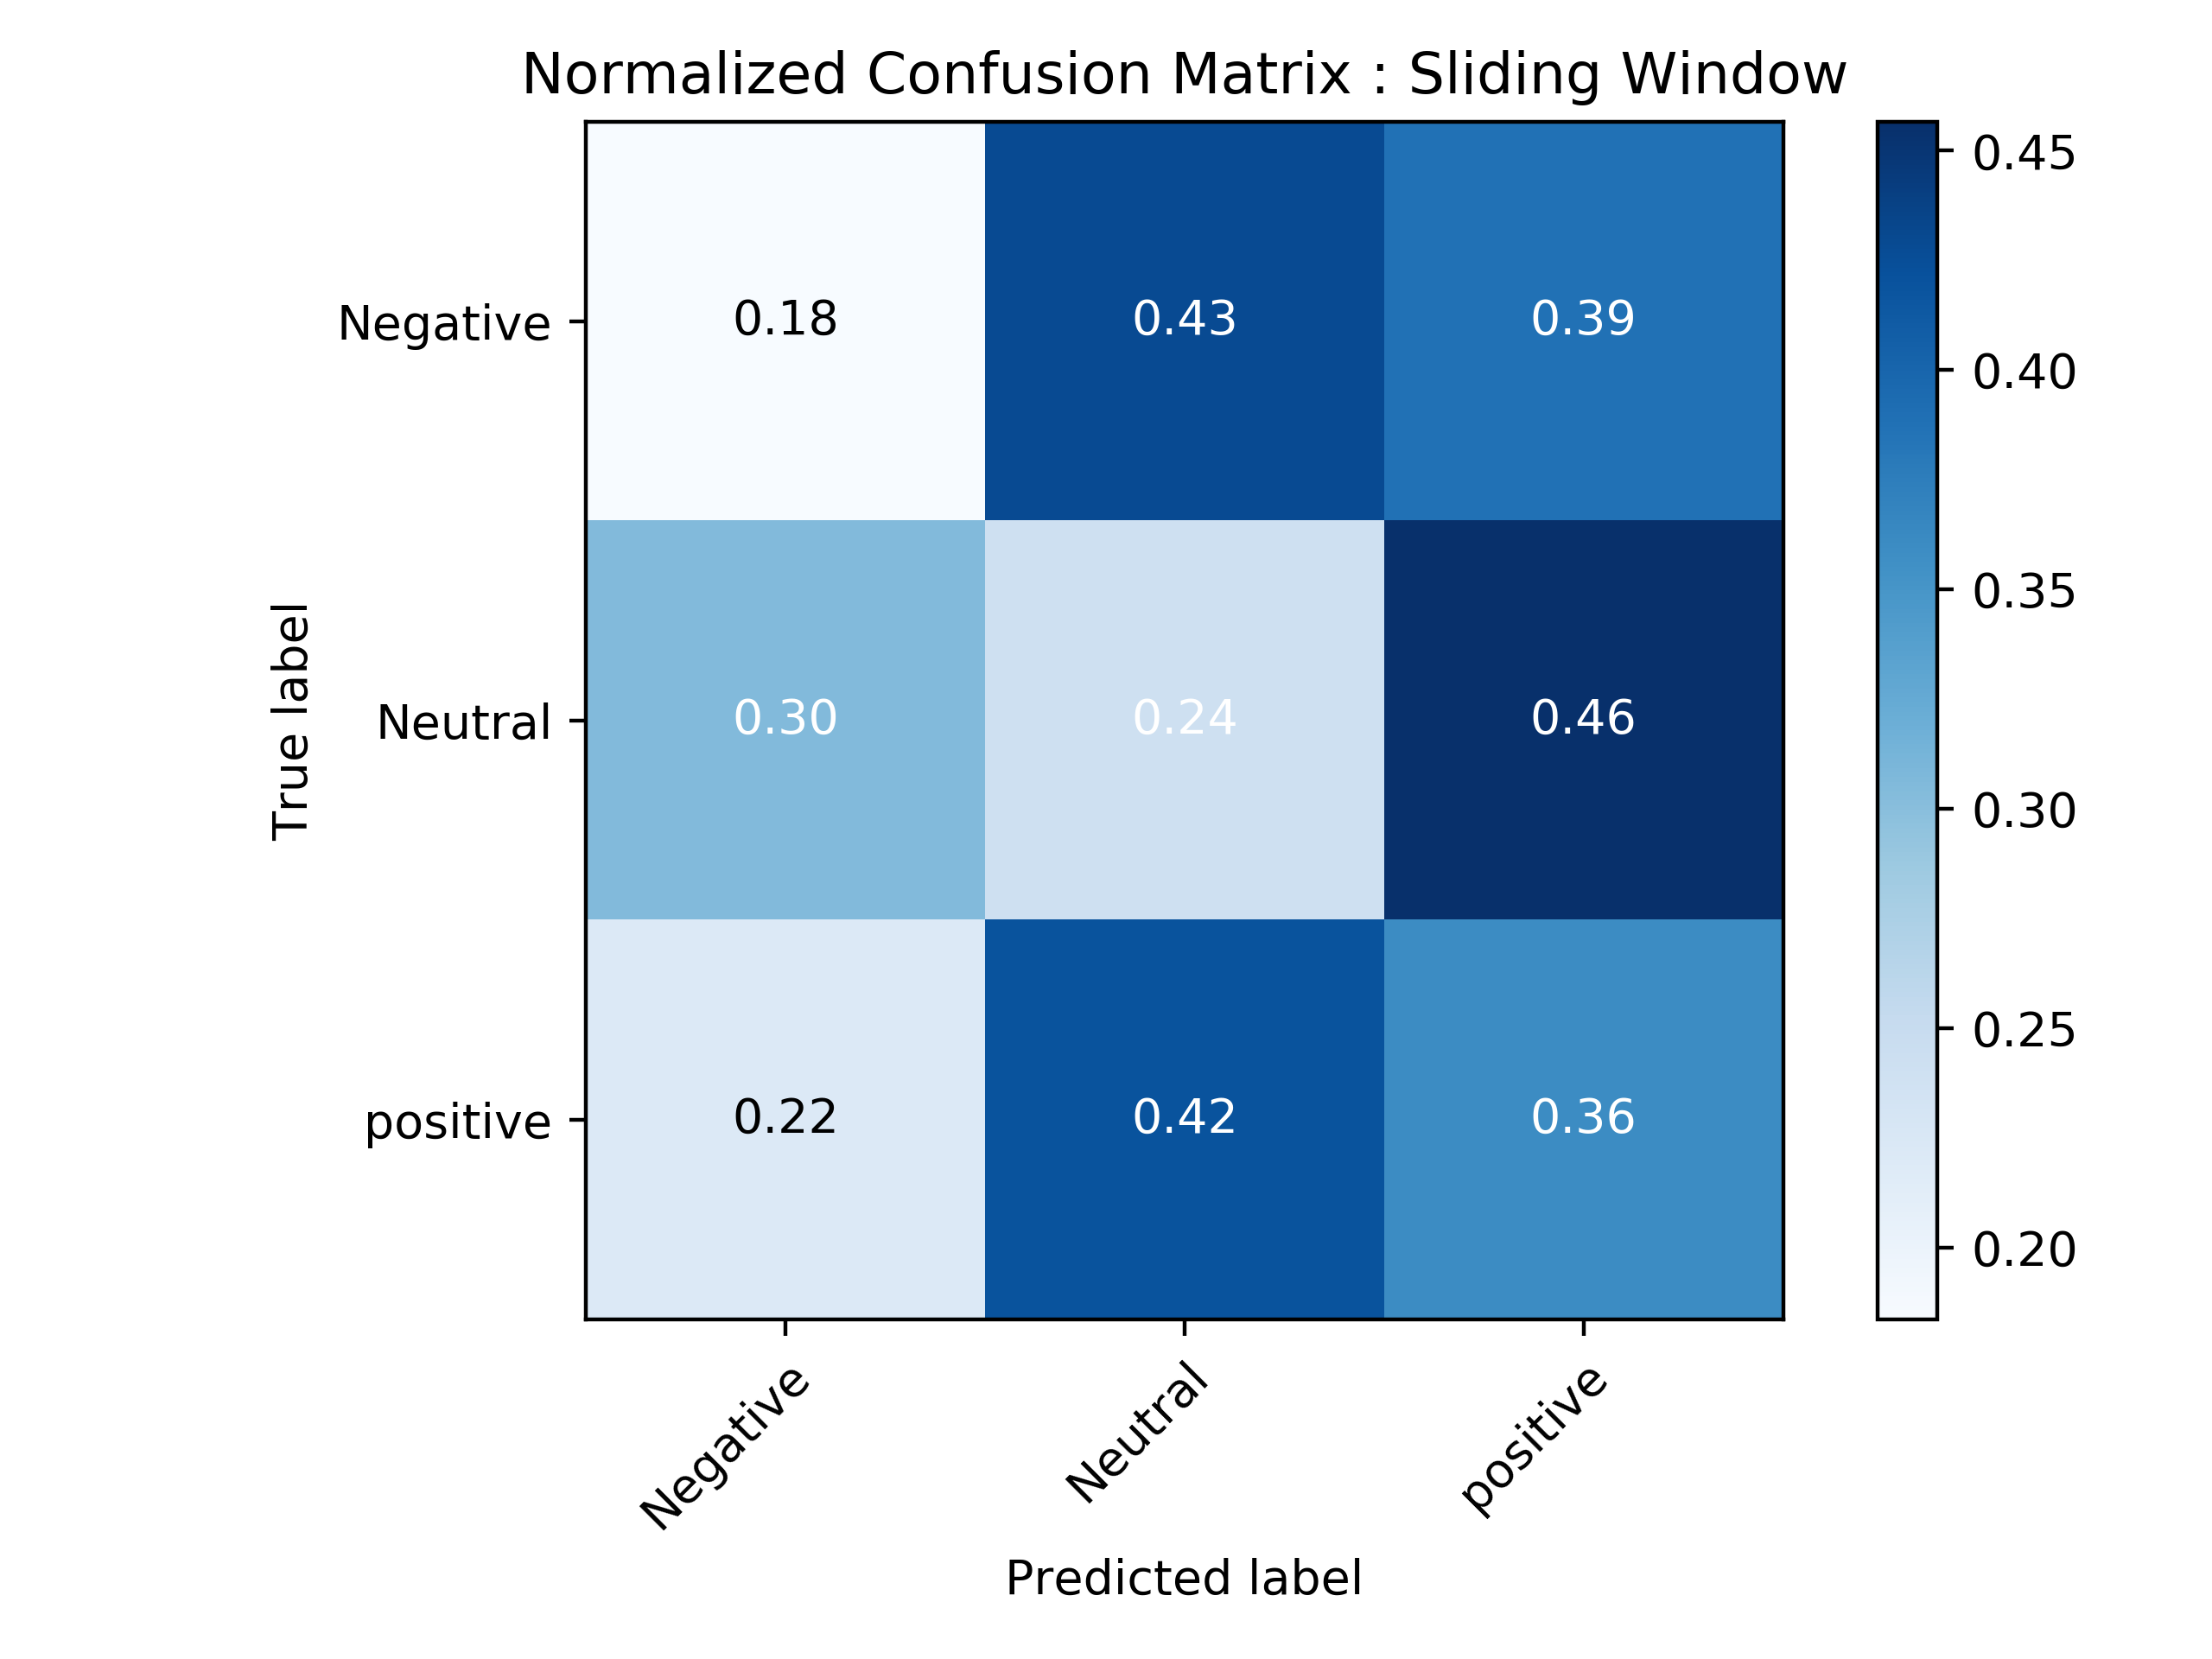 Normalized Confusion Matrix : Sliding Window
True label
Negative
0.18
0.43
0.39
Neutral
0.30
0.24
0.46
positive
0.22
0.42
0.36
Negative
Neutral
positive
Predicted label
0.45
0.40
0.35
0.30
0.25
0.20